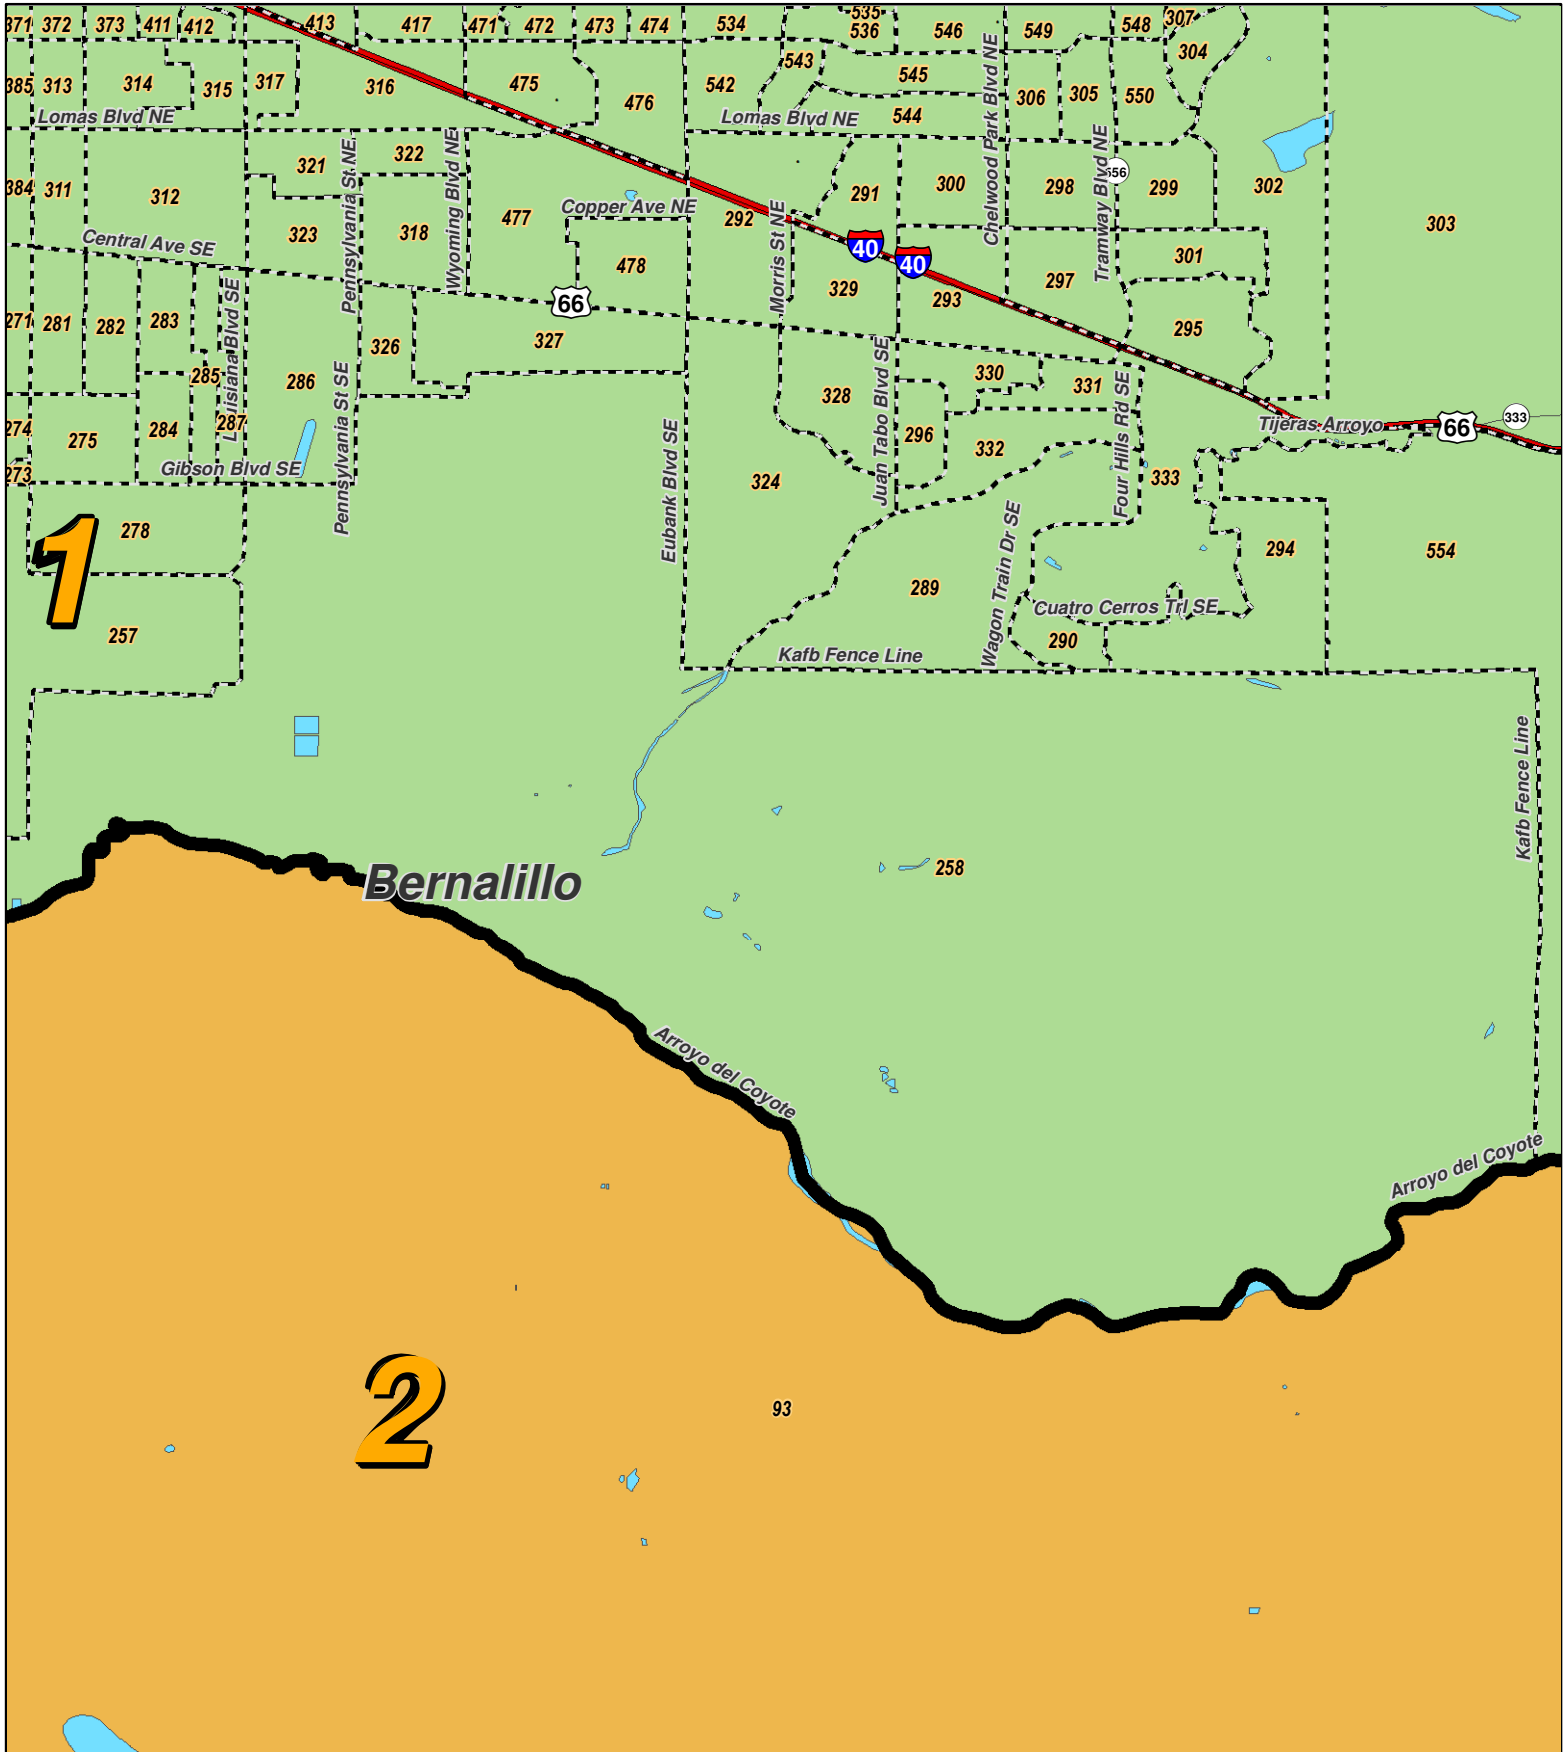 371 372 373 411 412 413 417 471 472 473 474 534 535 536 546 549 548 307
304
385 313 314 315 317 316 475 476 542 543 545 544 306 305 550
Lomas Blvd NE
Lomas Blvd NE
Chelwood Park Blvd NE
384 311 312 321 322 477 292 291 300 298 299 302 303
Pennsylvania St NE
Wyoming Blvd NE
Copper Ave NE
Morris St NE
Tramway Blvd NE
556
Central Ave SE
323 318 478 329 293 297 301
40
40
66
271 281 282 283 285 286 326 327 295
Louisiana Blvd SE
Pennsylvania St SE
328 330 331
Juan Tabo Blvd SE
Four Hills Rd SE
274 275 284 287 296 332 333
Tijeras Arroyo
66
333
273
Gibson Blvd SE
Eubank Blvd SE
324
278
1
257
289
Wagon Train Dr SE
294
554
Cuatro Cerros Trl SE
290
Kafb Fence Line
Kafb Fence Line
258
Bernalillo
Arroyo del Coyote
Arroyo del Coyote
2
93